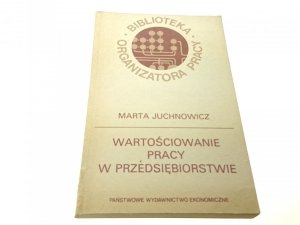 · BIBLIOTEKA ·
ORGANIZATORA PRACY
MARTA JUCHNOWICZ
WARTOŚCIOWANIE
PRACY
W PRZEDSIĘBIORSTWIE
PAŃSTWOWE WYDAWNICTWO EKONOMICZNE